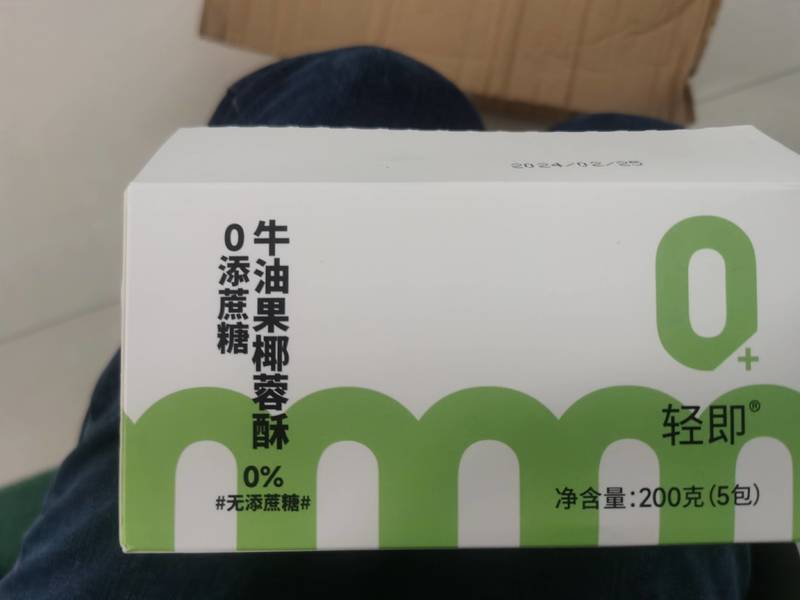 2024/02/25
牛油果椰蓉酥
0添蔗糖
0%
#无添蔗糖#
0+
轻即®
净含量:200克(5包)